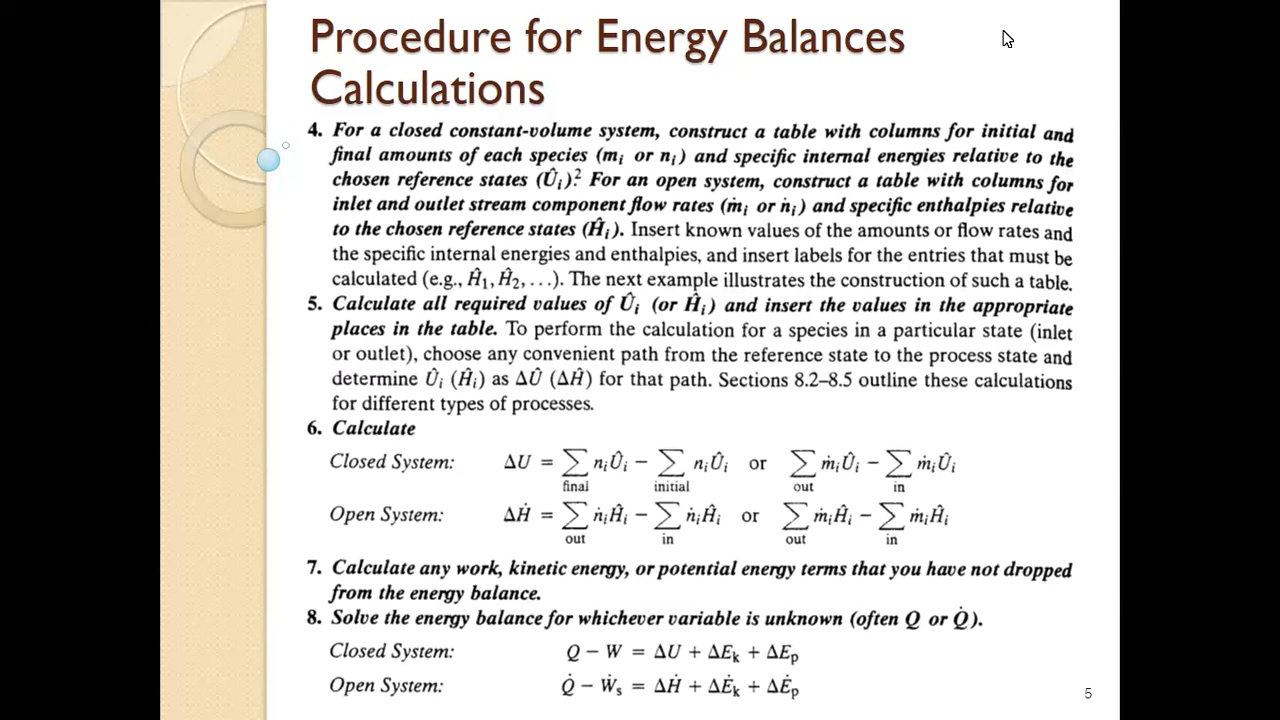 Procedure for Energy Balances
Calculations
4. For a closed constant-volume system, construct a table with columns for initial and
final amounts of each species (mᵢ or nᵢ) and specific internal energies relative to the
chosen reference states (Ûᵢ).² For an open system, construct a table with columns for
inlet and outlet stream component flow rates (ṁᵢ or ṅᵢ) and specific enthalpies relative
to the chosen reference states (Ĥᵢ). Insert known values of the amounts or flow rates and
the specific internal energies and enthalpies, and insert labels for the entries that must be
calculated (e.g., Ĥ₁, Ĥ₂, . . .). The next example illustrates the construction of such a table.
5. Calculate all required values of Ûᵢ (or Ĥᵢ) and insert the values in the appropriate
places in the table. To perform the calculation for a species in a particular state (inlet
or outlet), choose any convenient path from the reference state to the process state and
determine Ûᵢ (Ĥᵢ) as ΔÛ (ΔĤ) for that path. Sections 8.2–8.5 outline these calculations
for different types of processes.
6. Calculate
Closed System: ΔU = ∑ nᵢÛᵢ − ∑ nᵢÛᵢ or ∑ ṁᵢÛᵢ − ∑ ṁᵢÛᵢ
final initial out in
Open System: ΔḢ = ∑ ṅᵢĤᵢ − ∑ ṅᵢĤᵢ or ∑ ṁᵢĤᵢ − ∑ ṁᵢĤᵢ
out in out in
7. Calculate any work, kinetic energy, or potential energy terms that you have not dropped
from the energy balance.
8. Solve the energy balance for whichever variable is unknown (often Q or Q̇).
Closed System: Q − W = ΔU + ΔEₖ + ΔEₚ
Open System: Q̇ − Ẇₛ = ΔḢ + ΔĖₖ + ΔĖₚ
5